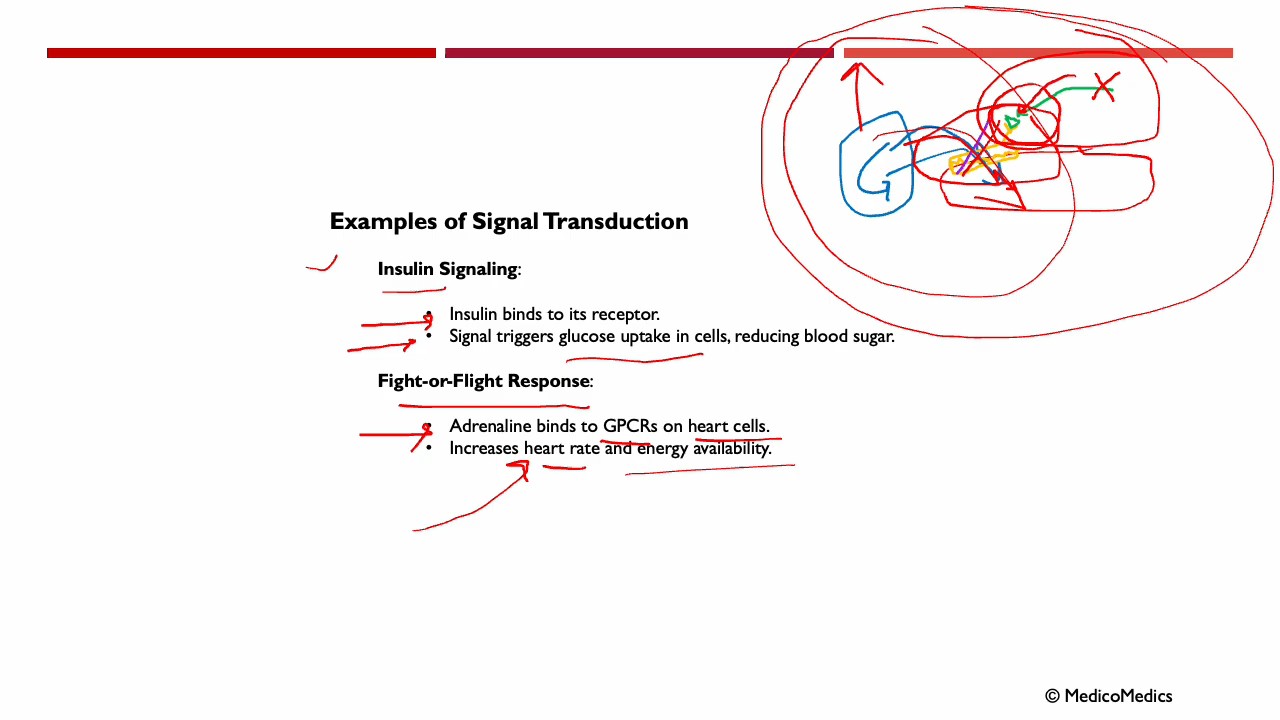 G
Examples of Signal Transduction
Insulin Signaling:
• Insulin binds to its receptor.
• Signal triggers glucose uptake in cells, reducing blood sugar.
Fight-or-Flight Response:
• Adrenaline binds to GPCRs on heart cells.
• Increases heart rate and energy availability.
© MedicoMedics